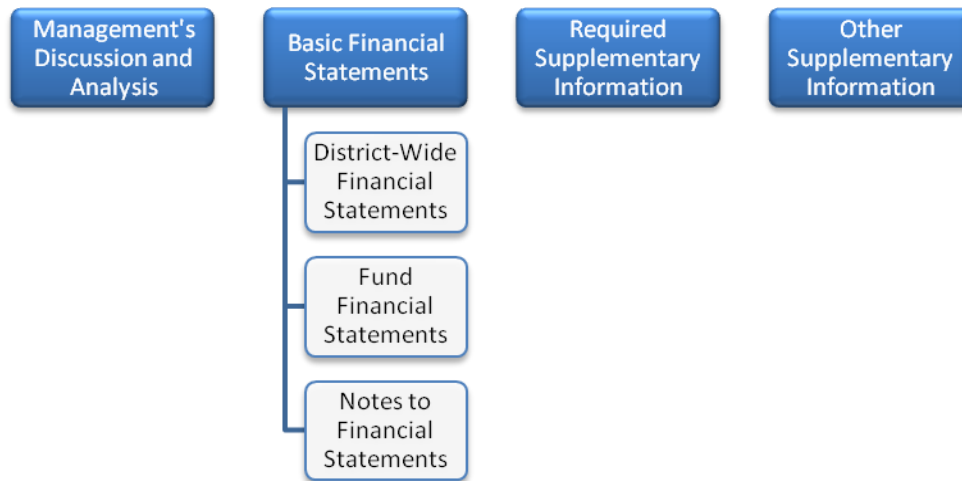 Management's
Discussion and
Analysis
Basic Financial
Statements
Required
Supplementary
Information
Other
Supplementary
Information
District-Wide
Financial
Statements
Fund
Financial
Statements
Notes to
Financial
Statements